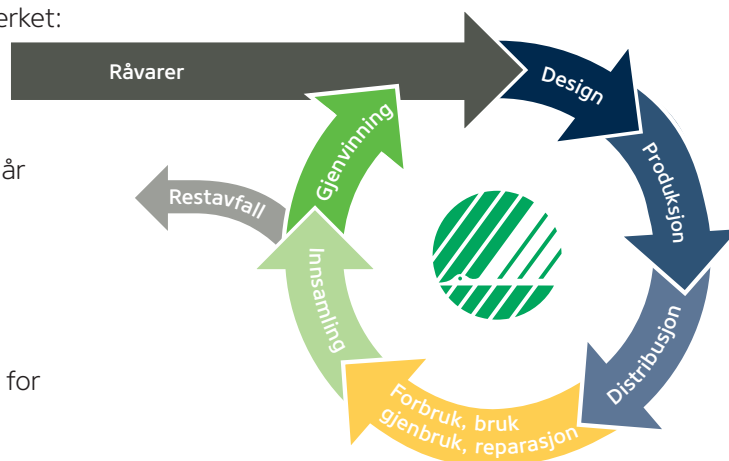 erket:
Råvarer
Design
Produksjon
Distribusjon
Forbruk, bruk
gjenbruk, reparasjon
Innsamling
Gjenvinning
Restavfall
år
for